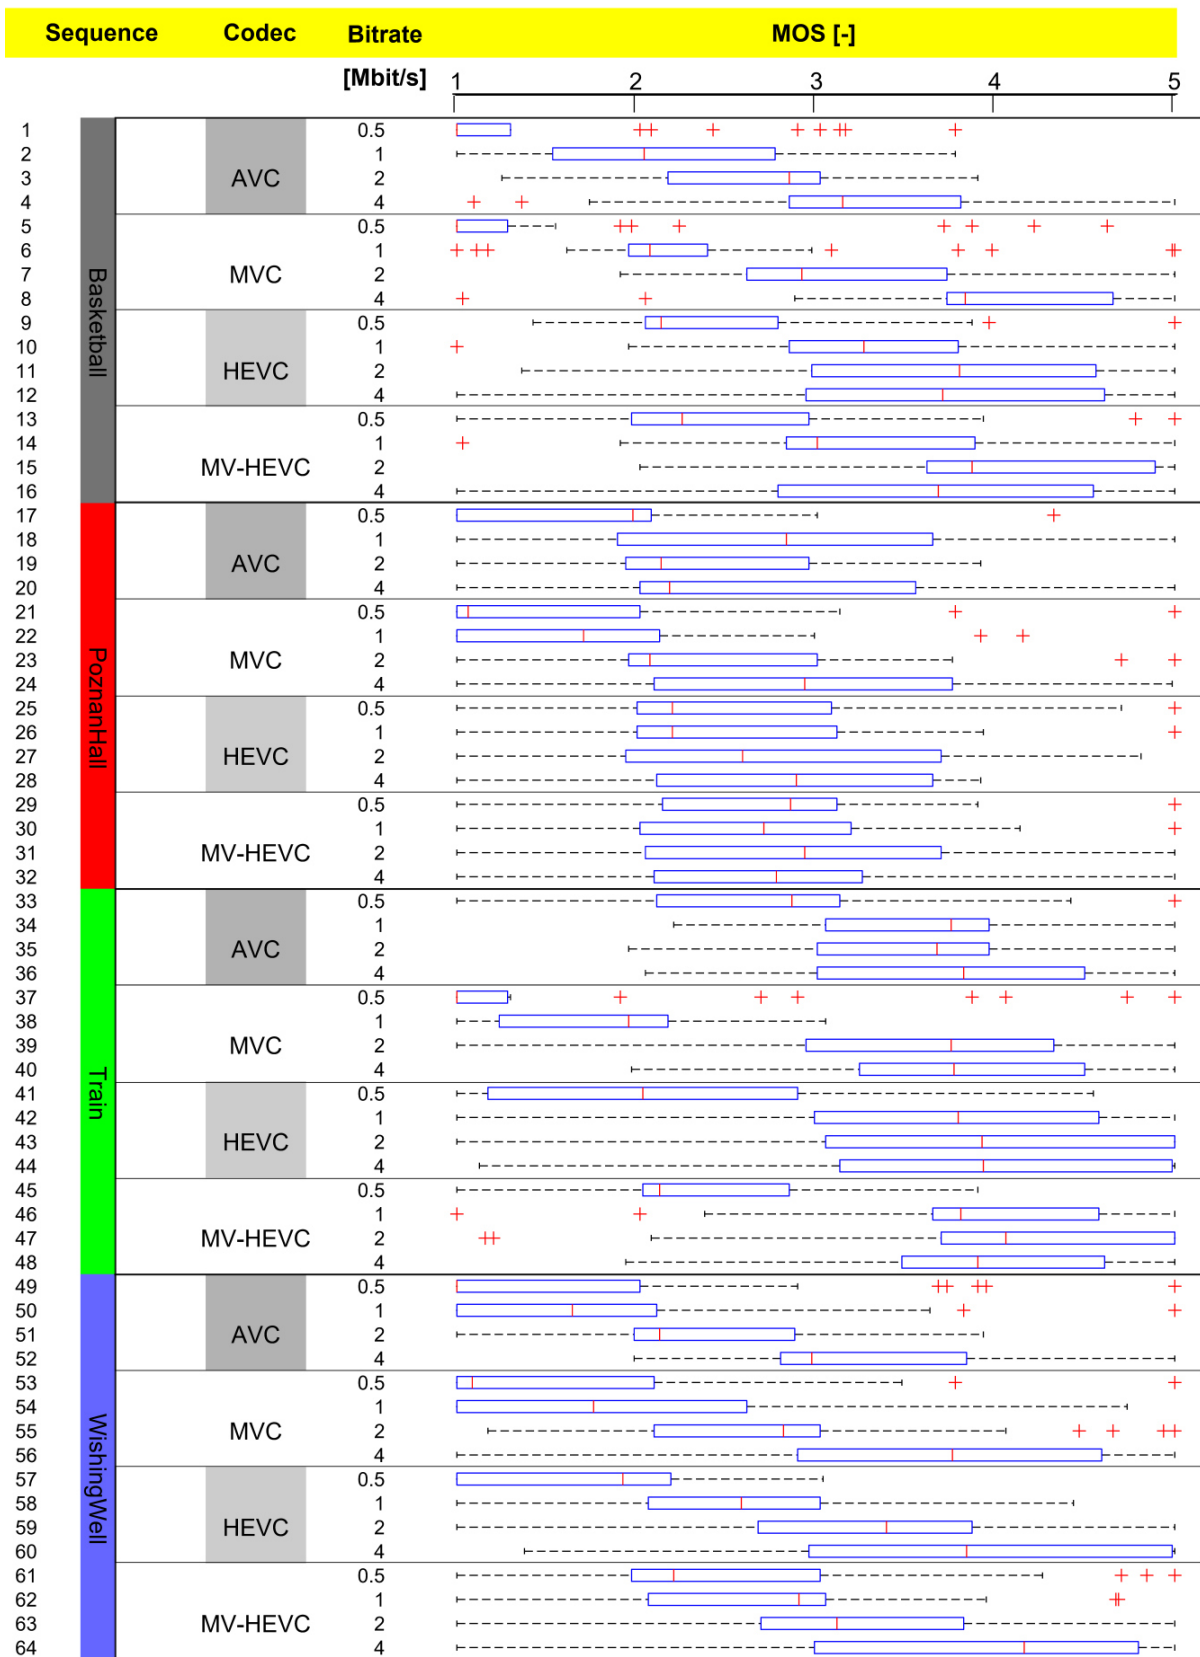 Sequence Codec Bitrate MOS [-]
[Mbit/s] 1 2 3 4 5
1 0.5
2 1
3 AVC 2
4 4
5 0.5
6 1
7 MVC 2
8 4
Basketball
9 0.5
10 1
11 HEVC 2
12 4
13 0.5
14 1
15 MV-HEVC 2
16 4
17 0.5
18 1
19 AVC 2
20 4
21 0.5
22 1
23 MVC 2
24 4
PoznanHall
25 0.5
26 1
27 HEVC 2
28 4
29 0.5
30 1
31 MV-HEVC 2
32 4
33 0.5
34 1
35 AVC 2
36 4
37 0.5
38 1
39 MVC 2
40 4
Train
41 0.5
42 1
43 HEVC 2
44 4
45 0.5
46 1
47 MV-HEVC 2
48 4
49 0.5
50 1
51 AVC 2
52 4
53 0.5
54 1
55 MVC 2
56 4
WishingWell
57 0.5
58 1
59 HEVC 2
60 4
61 0.5
62 1
63 MV-HEVC 2
64 4